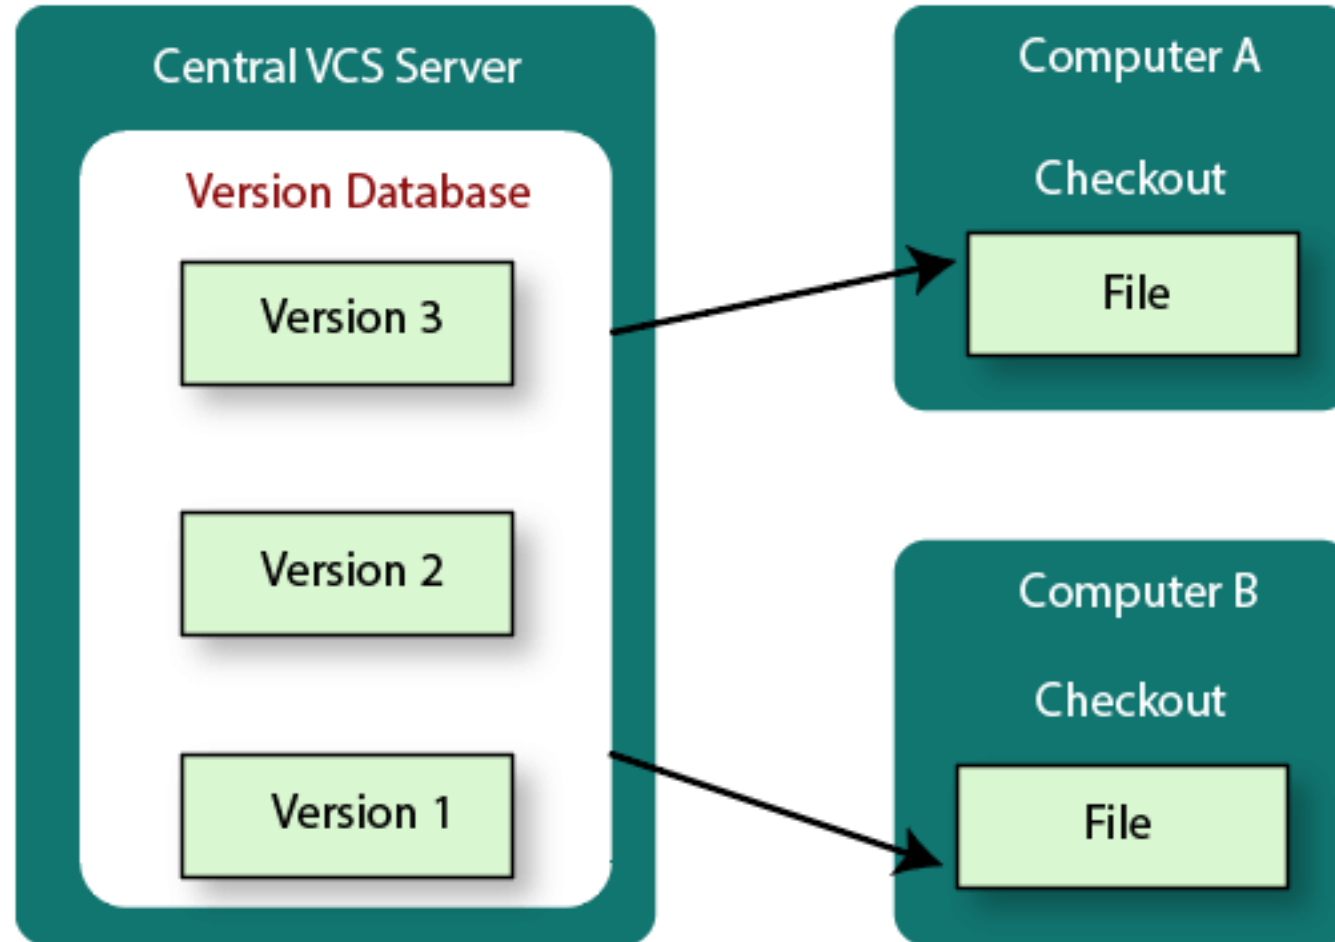 Central VCS Server
Version Database
Version 3
Version 2
Version 1
Computer A
Checkout
File
Computer B
Checkout
File